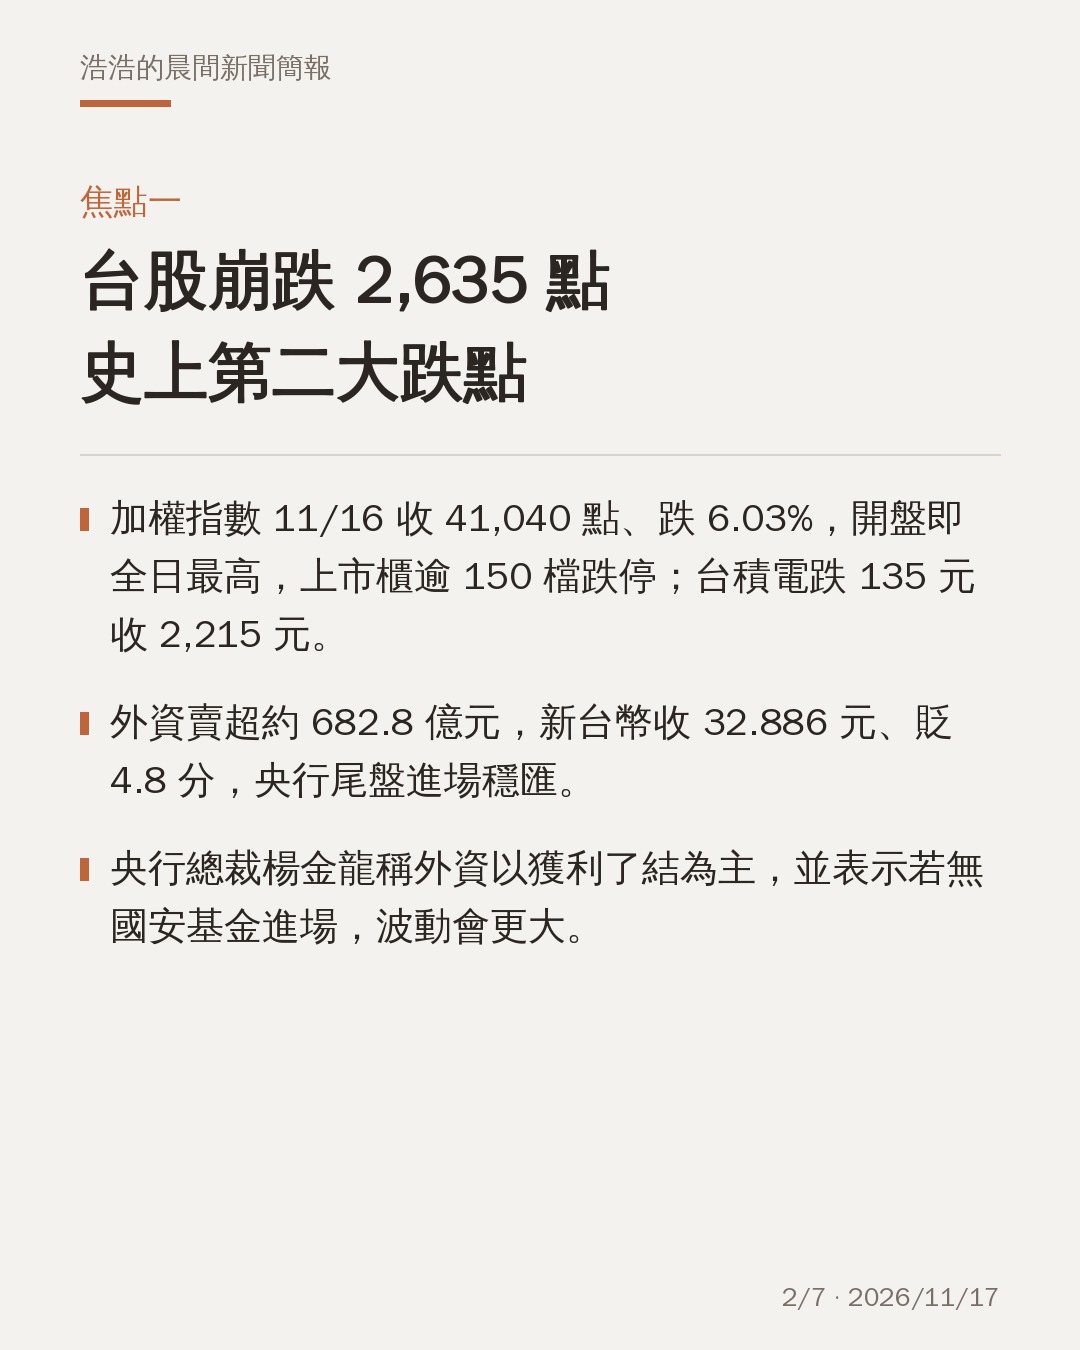 浩浩的晨間新聞簡報
焦點一
台股崩跌 2,635 點
史上第二大跌點
加權指數 11/16 收 41,040 點、跌 6.03%，開盤即
全日最高，上市櫃逾 150 檔跌停；台積電跌 135 元
收 2,215 元。
外資賣超約 682.8 億元，新台幣收 32.886 元、貶
4.8 分，央行尾盤進場穩匯。
央行總裁楊金龍稱外資以獲利了結為主，並表示若無
國安基金進場，波動會更大。
2/7 · 2026/11/17